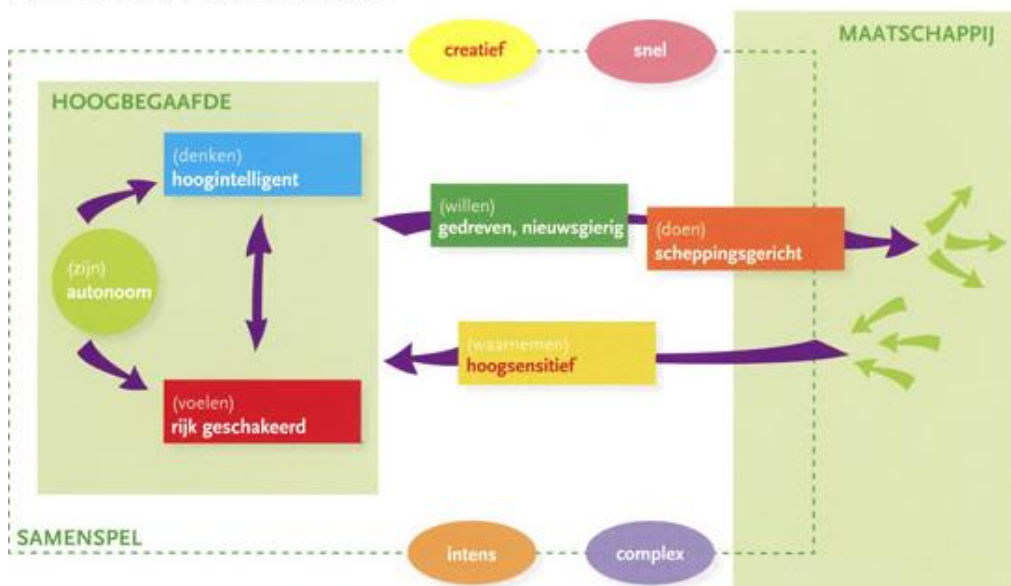 creatief
snel
MAATSCHAPPIJ
HOOGBEGAAFDE
(denken)
hoogintelligent
(willen)
gedreven, nieuwsgierig
(doen)
scheppingsgericht
(zijn)
autonoom
(waarnemen)
hoogsensitief
(voelen)
rijk geschakeerd
SAMENSPEL
intens
complex